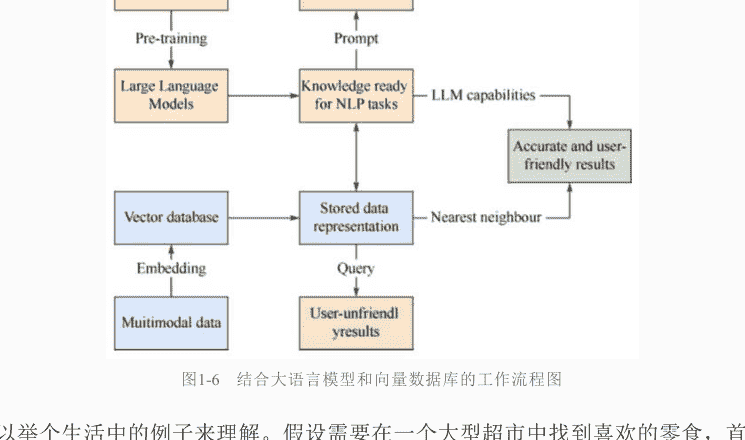 Pre-training
Prompt
Large Language
Models
Knowledge ready
for NLP tasks
LLM capabilities
Accurate and user-
friendly results
Vector database
Stored data
representation
Nearest neighbour
Embedding
Query
Muitimodal data
User-unfriendl
yresults
图1-6 结合大语言模型和向量数据库的工作流程图
以举个生活中的例子来理解。假设需要在一个大型超市中找到喜欢的零食，首